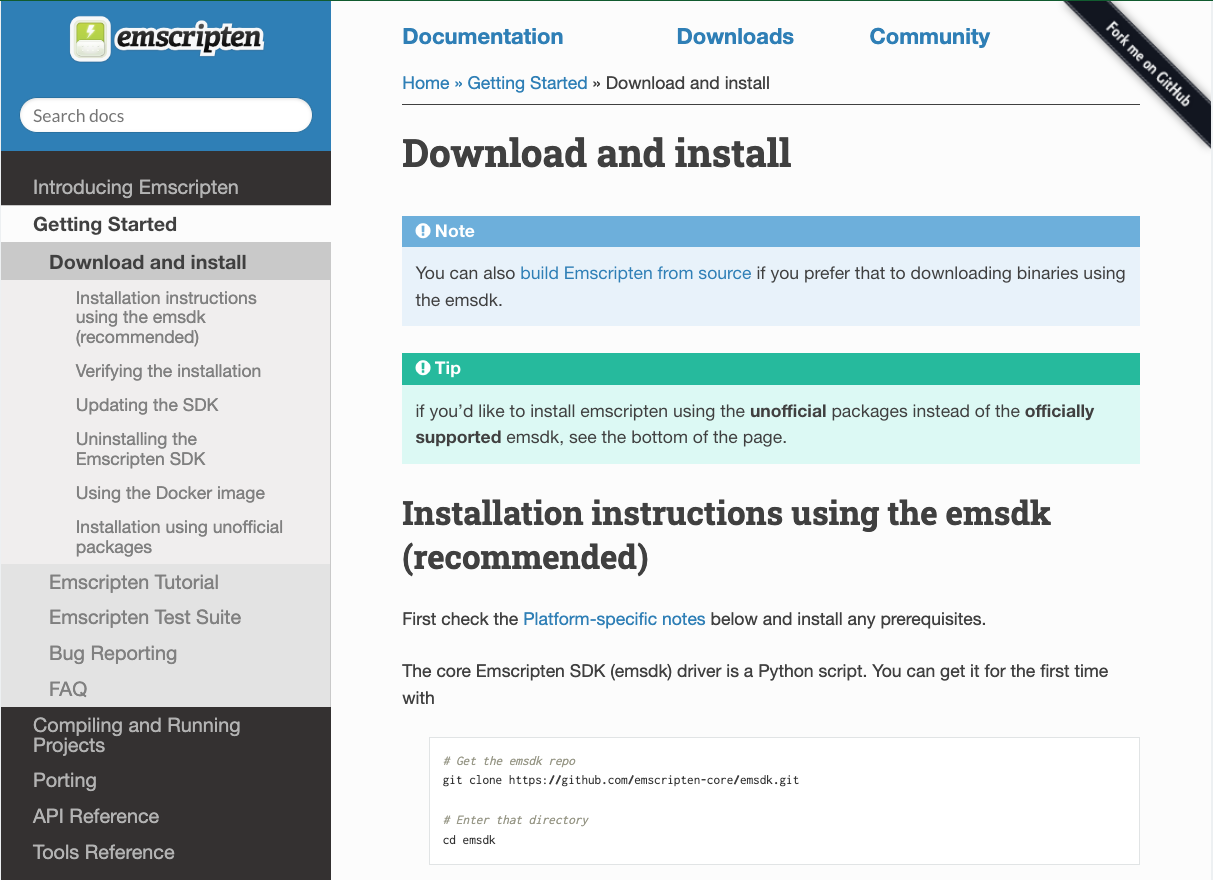 emscripten
Search docs
Introducing Emscripten
Getting Started
Download and install
Installation instructions
using the emsdk
(recommended)
Verifying the installation
Updating the SDK
Uninstalling the
Emscripten SDK
Using the Docker image
Installation using unofficial
packages
Emscripten Tutorial
Emscripten Test Suite
Bug Reporting
FAQ
Compiling and Running
Projects
Porting
API Reference
Tools Reference
Documentation Downloads Community
Fork me on GitHub
Home » Getting Started » Download and install
Download and install
Note
You can also build Emscripten from source if you prefer that to downloading binaries using
the emsdk.
Tip
if you’d like to install emscripten using the unofficial packages instead of the officially
supported emsdk, see the bottom of the page.
Installation instructions using the emsdk
(recommended)
First check the Platform-specific notes below and install any prerequisites.
The core Emscripten SDK (emsdk) driver is a Python script. You can get it for the first time
with
# Get the emsdk repo
git clone https://github.com/emscripten-core/emsdk.git
# Enter that directory
cd emsdk